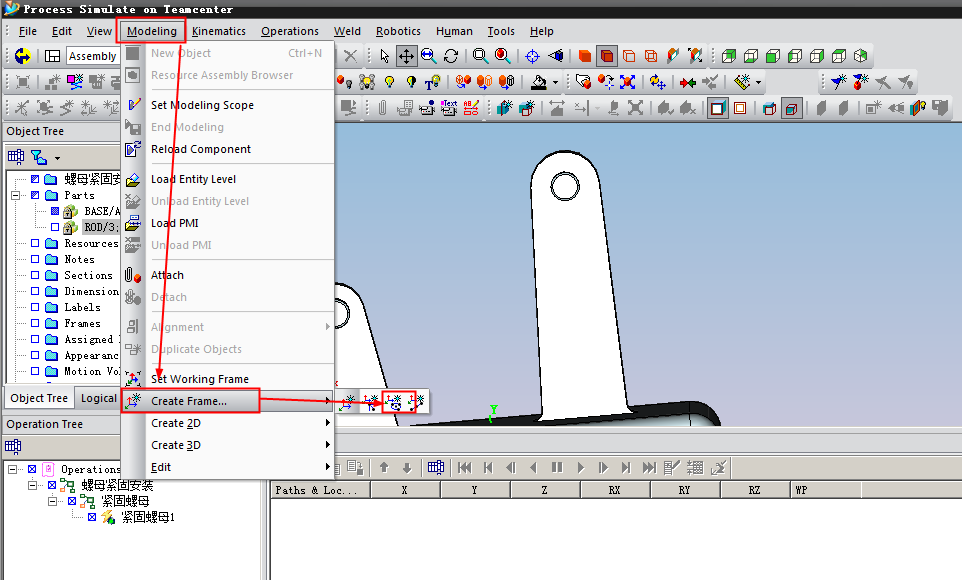 Process Simulate on Teamcenter
File Edit View Modeling Kinematics Operations Weld Robotics Human Tools Help
Assembly
New Object Ctrl+N
Resource Assembly Browser
Set Modeling Scope
End Modeling
Reload Component
Load Entity Level
Unload Entity Level
Load PMI
Unload PMI
Attach
Detach
Alignment
Duplicate Objects
Set Working Frame
Create Frame...
Create 2D
Create 3D
Edit
Object Tree
螺母紧固安
Parts
BASE/A
ROD/3;
Resources
Notes
Sections
Dimension
Labels
Frames
Assigned
Appearanc
Motion Vol
Object Tree Logical
Operation Tree
Operations
螺母紧固安装
紧固螺母
紧固螺母1
Y
Paths & Loc... X Y Z RX RY RZ WP